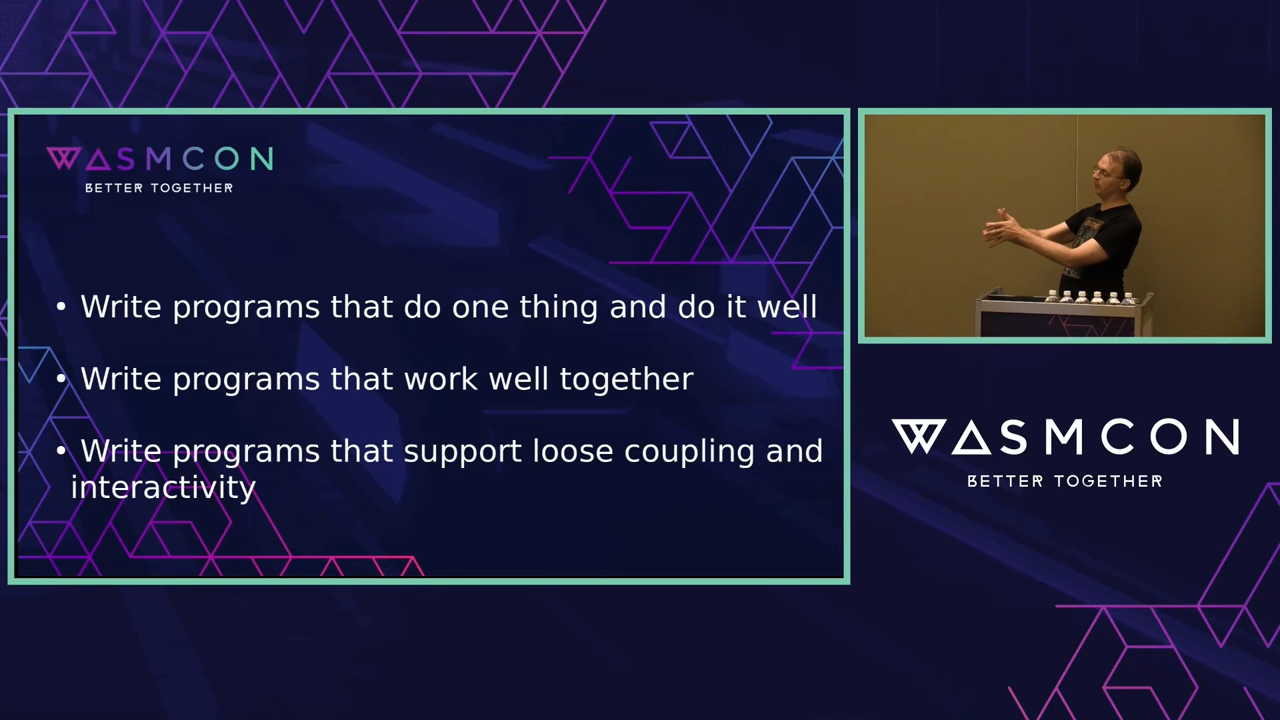 WASMCON
BETTER TOGETHER
• Write programs that do one thing and do it well
• Write programs that work well together
• Write programs that support loose coupling and
interactivity
WASMCON
BETTER TOGETHER